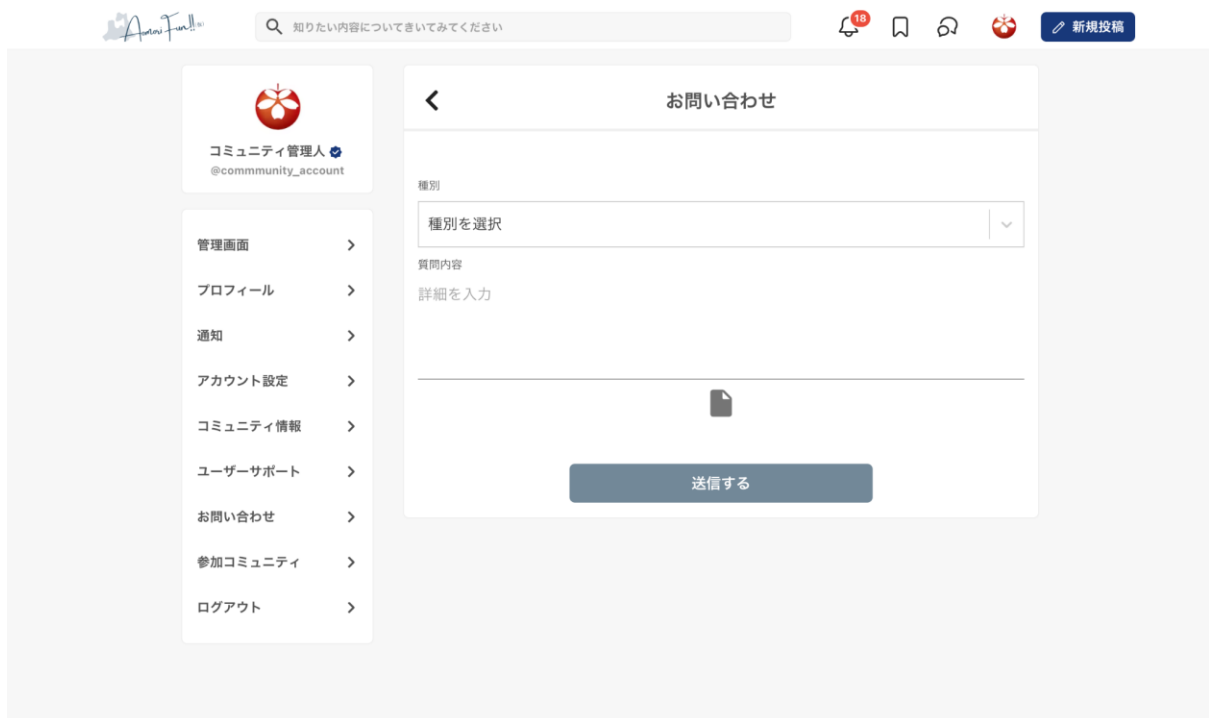 知りたい内容についてきいてみてください
18
新規投稿
コミュニティ管理人
@commmunity_account
管理画面
プロフィール
通知
アカウント設定
コミュニティ情報
ユーザーサポート
お問い合わせ
参加コミュニティ
ログアウト
お問い合わせ
種別
種別を選択
質問内容
詳細を入力
送信する